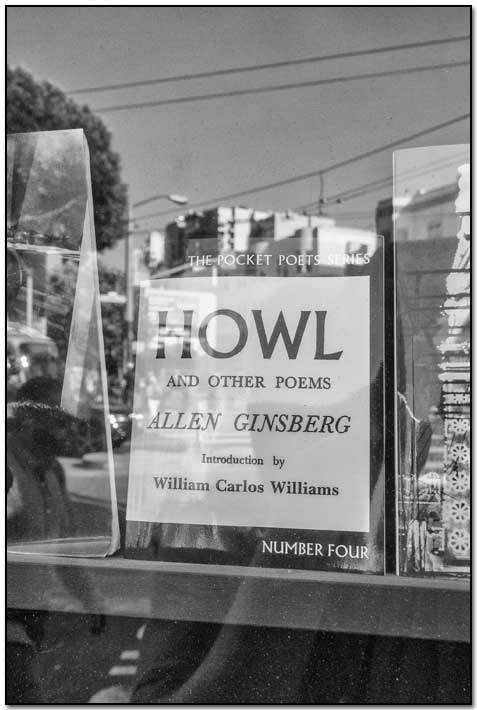 THE POCKET POETS SERIES
HOWL
AND OTHER POEMS
ALLEN GINSBERG
Introduction by
William Carlos Williams
NUMBER FOUR